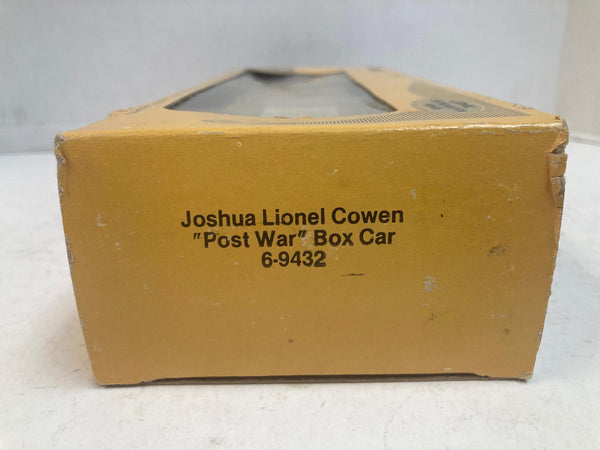 Joshua Lionel Cowen
"Post War" Box Car
6-9432